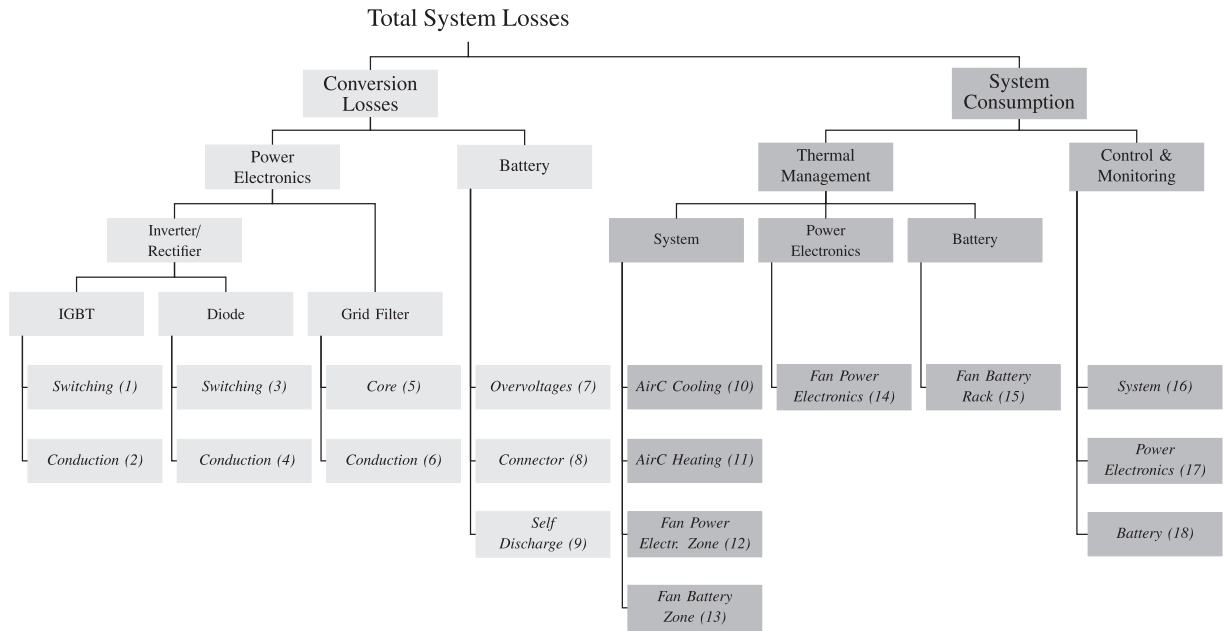 Total System Losses
Conversion
Losses
System
Consumption
Power
Electronics
Battery
Thermal
Management
Control &
Monitoring
Inverter/
Rectifier
System
Power
Electronics
Battery
IGBT
Diode
Grid Filter
Switching (1)
Switching (3)
Core (5)
Overvoltages (7)
AirC Cooling (10)
Fan Power
Electronics (14)
Fan Battery
Rack (15)
System (16)
Conduction (2)
Conduction (4)
Conduction (6)
Connector (8)
AirC Heating (11)
Power
Electronics (17)
Self
Discharge (9)
Fan Power
Electr. Zone (12)
Battery (18)
Fan Battery
Zone (13)